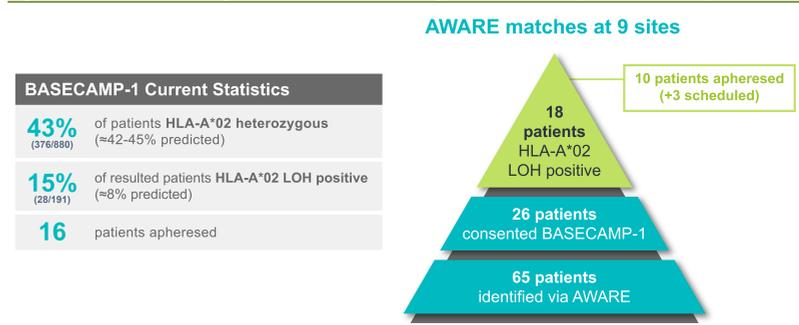 AWARE matches at 9 sites
BASECAMP-1 Current Statistics
43%
(376/880)
of patients HLA-A*02 heterozygous
(≈42-45% predicted)
15%
(28/191)
of resulted patients HLA-A*02 LOH positive
(≈8% predicted)
16
patients apheresed
10 patients apheresed
(+3 scheduled)
18
patients
HLA-A*02
LOH positive
26 patients
consented BASECAMP-1
65 patients
identified via AWARE